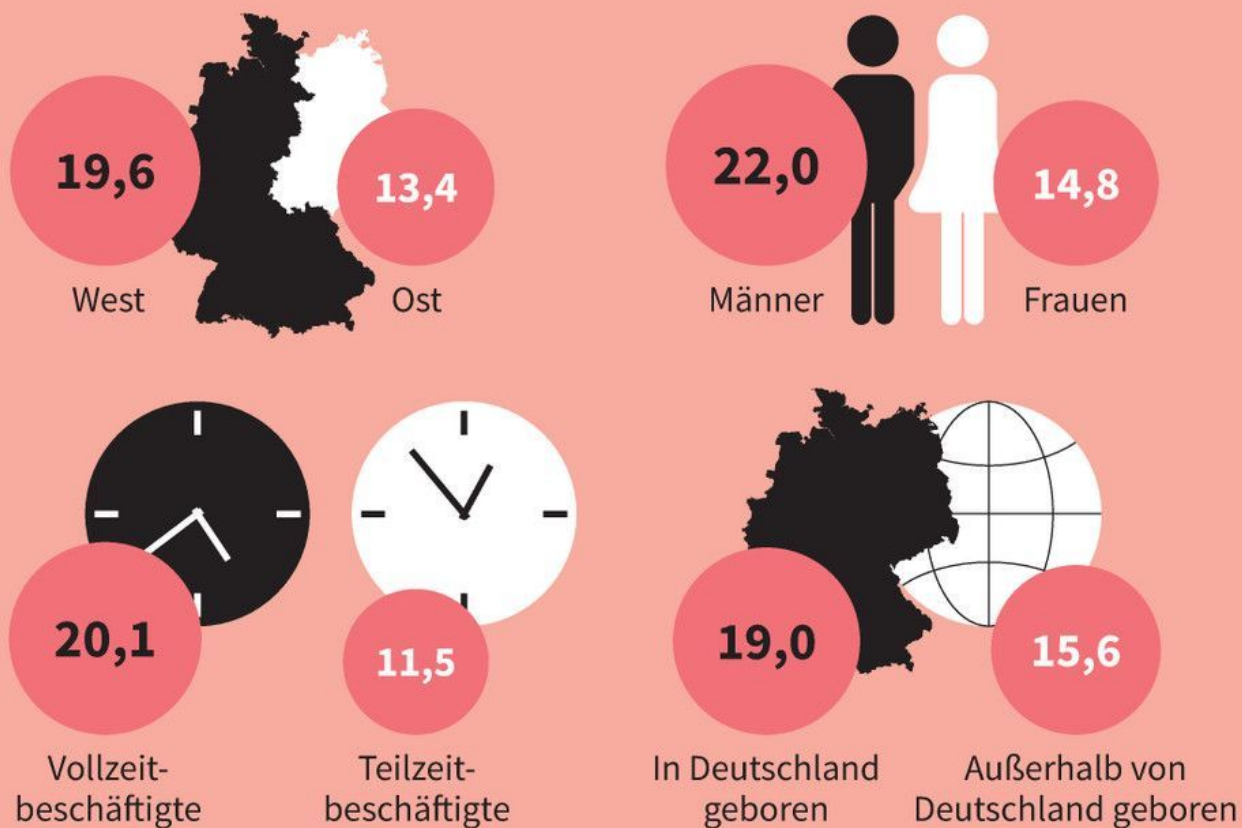 19,6
13,4
West
Ost
22,0
14,8
Männer
Frauen
20,1
11,5
Vollzeit-
beschäftigte
Teilzeit-
beschäftigte
19,0
15,6
In Deutschland
geboren
Außerhalb von
Deutschland geboren